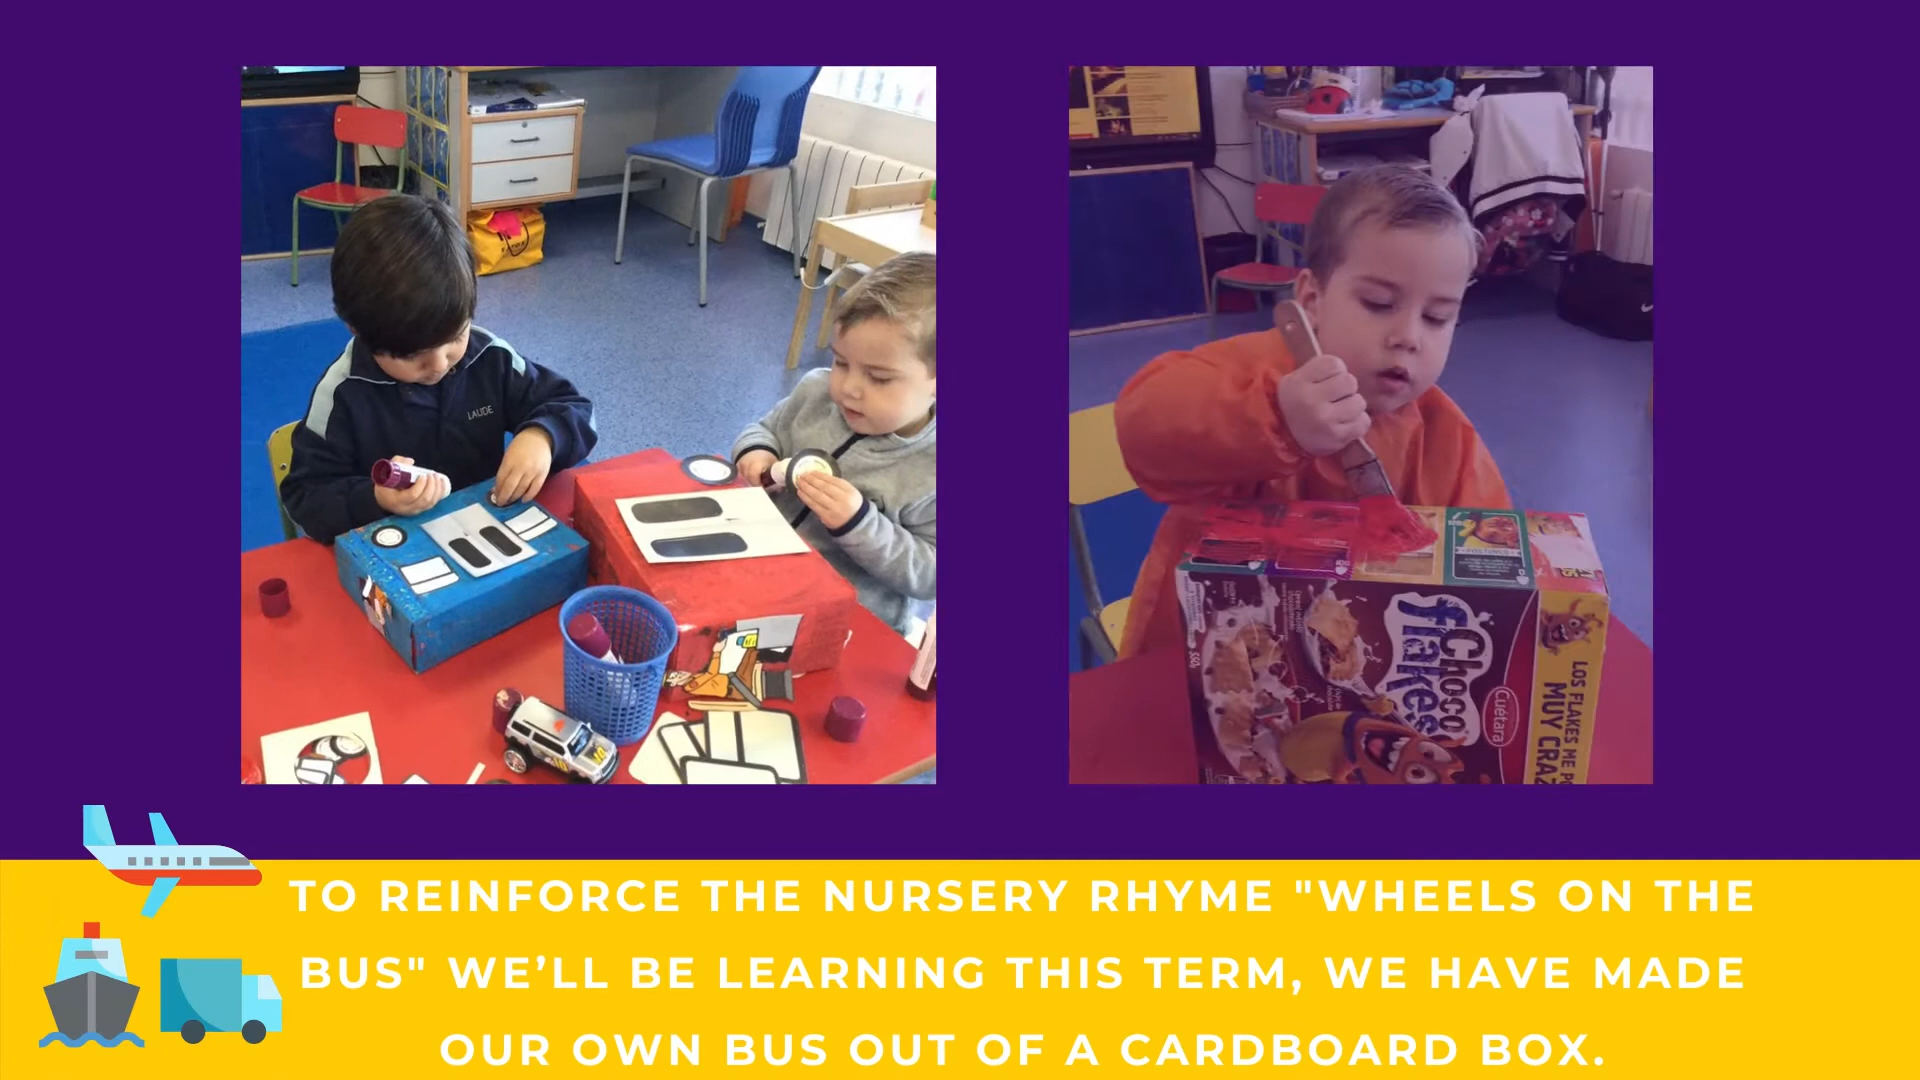 LAUDE
Choco
flakes
Cuétara
LOS FLAKES ME
MUY
550g
TO REINFORCE THE NURSERY RHYME "WHEELS ON THE
BUS" WE’LL BE LEARNING THIS TERM, WE HAVE MADE
OUR OWN BUS OUT OF A CARDBOARD BOX.